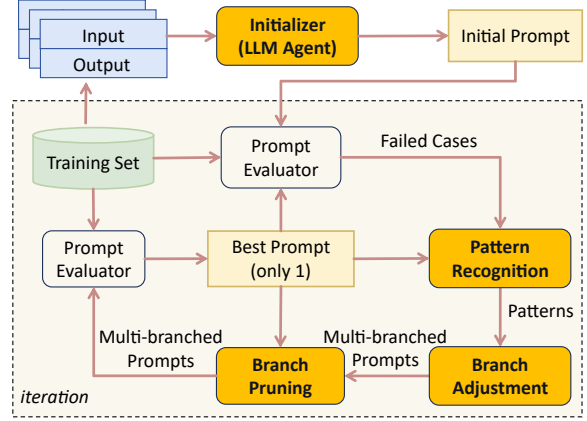 Input
Output
Initializer
(LLM Agent)
Initial Prompt
Training Set
Prompt
Evaluator
Failed Cases
Prompt
Evaluator
Best Prompt
(only 1)
Pattern
Recognition
Patterns
Multi-branched
Prompts
Multi-branched
Prompts
Branch
Pruning
Branch
Adjustment
iteration